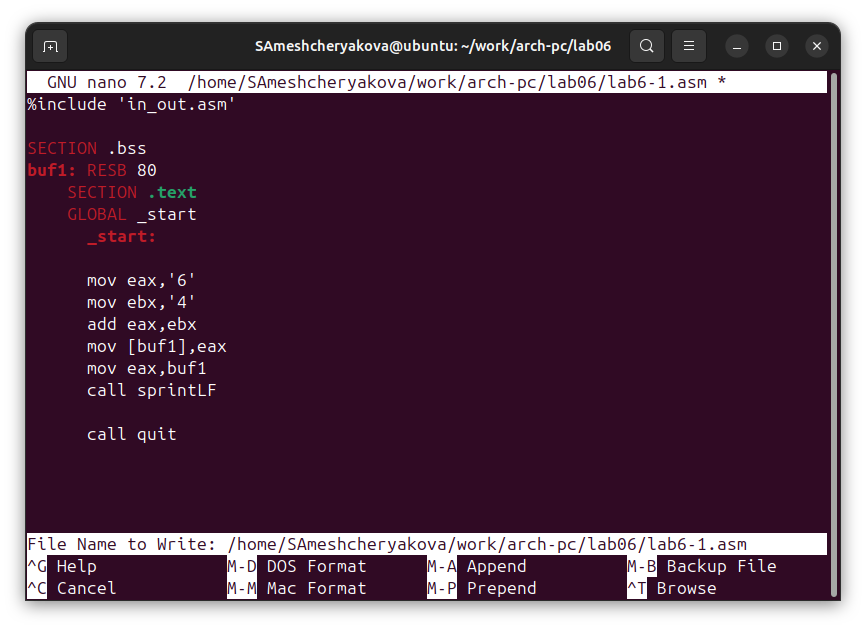 SAmeshcheryakova@ubuntu: ~/work/arch-pc/lab06
GNU nano 7.2  /home/SAmeshcheryakova/work/arch-pc/lab06/lab6-1.asm *
%include 'in_out.asm'
SECTION .bss
buf1: RESB 80
SECTION .text
GLOBAL _start
_start:
mov eax,'6'
mov ebx,'4'
add eax,ebx
mov [buf1],eax
mov eax,buf1
call sprintLF
call quit
File Name to Write: /home/SAmeshcheryakova/work/arch-pc/lab06/lab6-1.asm
^G Help M-D DOS Format M-A Append M-B Backup File
^C Cancel M-M Mac Format M-P Prepend ^T Browse